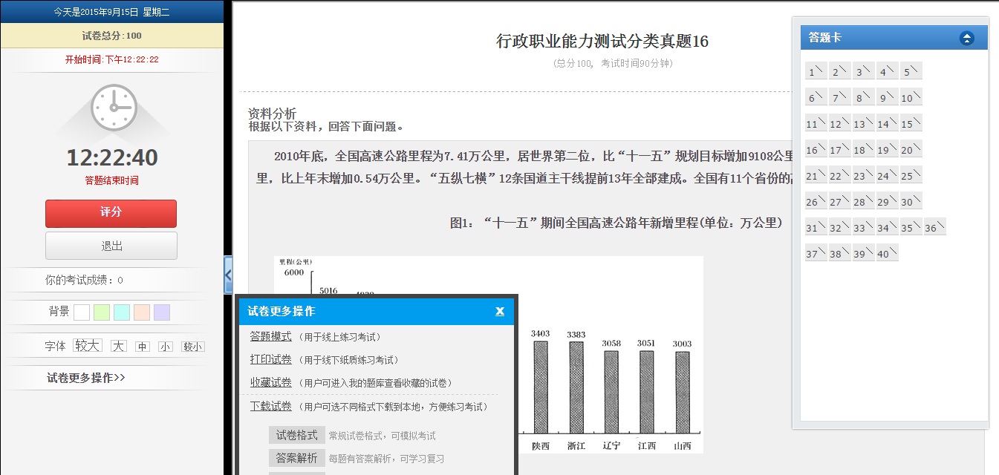 今天是2015年9月15日 星期二
试卷总分:100
开始时间:下午12:22:22
12:22:40
答题结束时间
评分
退出
你的考试成绩：0
背景
字体 较大 大 中 小 较小
试卷更多操作>>
行政职业能力测试分类真题16
(总分100, 考试时间90分钟)
资料分析
根据以下资料，回答下面问题。
2010年底，全国高速公路里程为7.41万公里，居世界第二位，比“十一五”规划目标增加9108公里
里，比上年末增加0.54万公里。“五纵七横”12条国道主干线提前13年全部建成。全国有11个省份的
图1：“十一五”期间全国高速公路年新增里程(单位：万公里)
里程(公里)
6000
5016
3403 3383 3058 3051 3003
陕西 浙江 辽宁 江西 山西
试卷更多操作 X
答题模式 （用于线上练习考试）
打印试卷 （用于线下纸质练习考试）
收藏试卷 （用户可进入我的题库查看收藏的试卷）
下载试卷 （用户可选不同格式下载到本地，方便练习考试）
试卷格式 常规试卷格式，可模拟考试
答案解析 每题有答案解析，可学习复习
答题卡
1 2 3 4 5
6 7 8 9 10
11 12 13 14 15
16 17 18 19 20
21 22 23 24 25
26 27 28 29 30
31 32 33 34 35 36
37 38 39 40